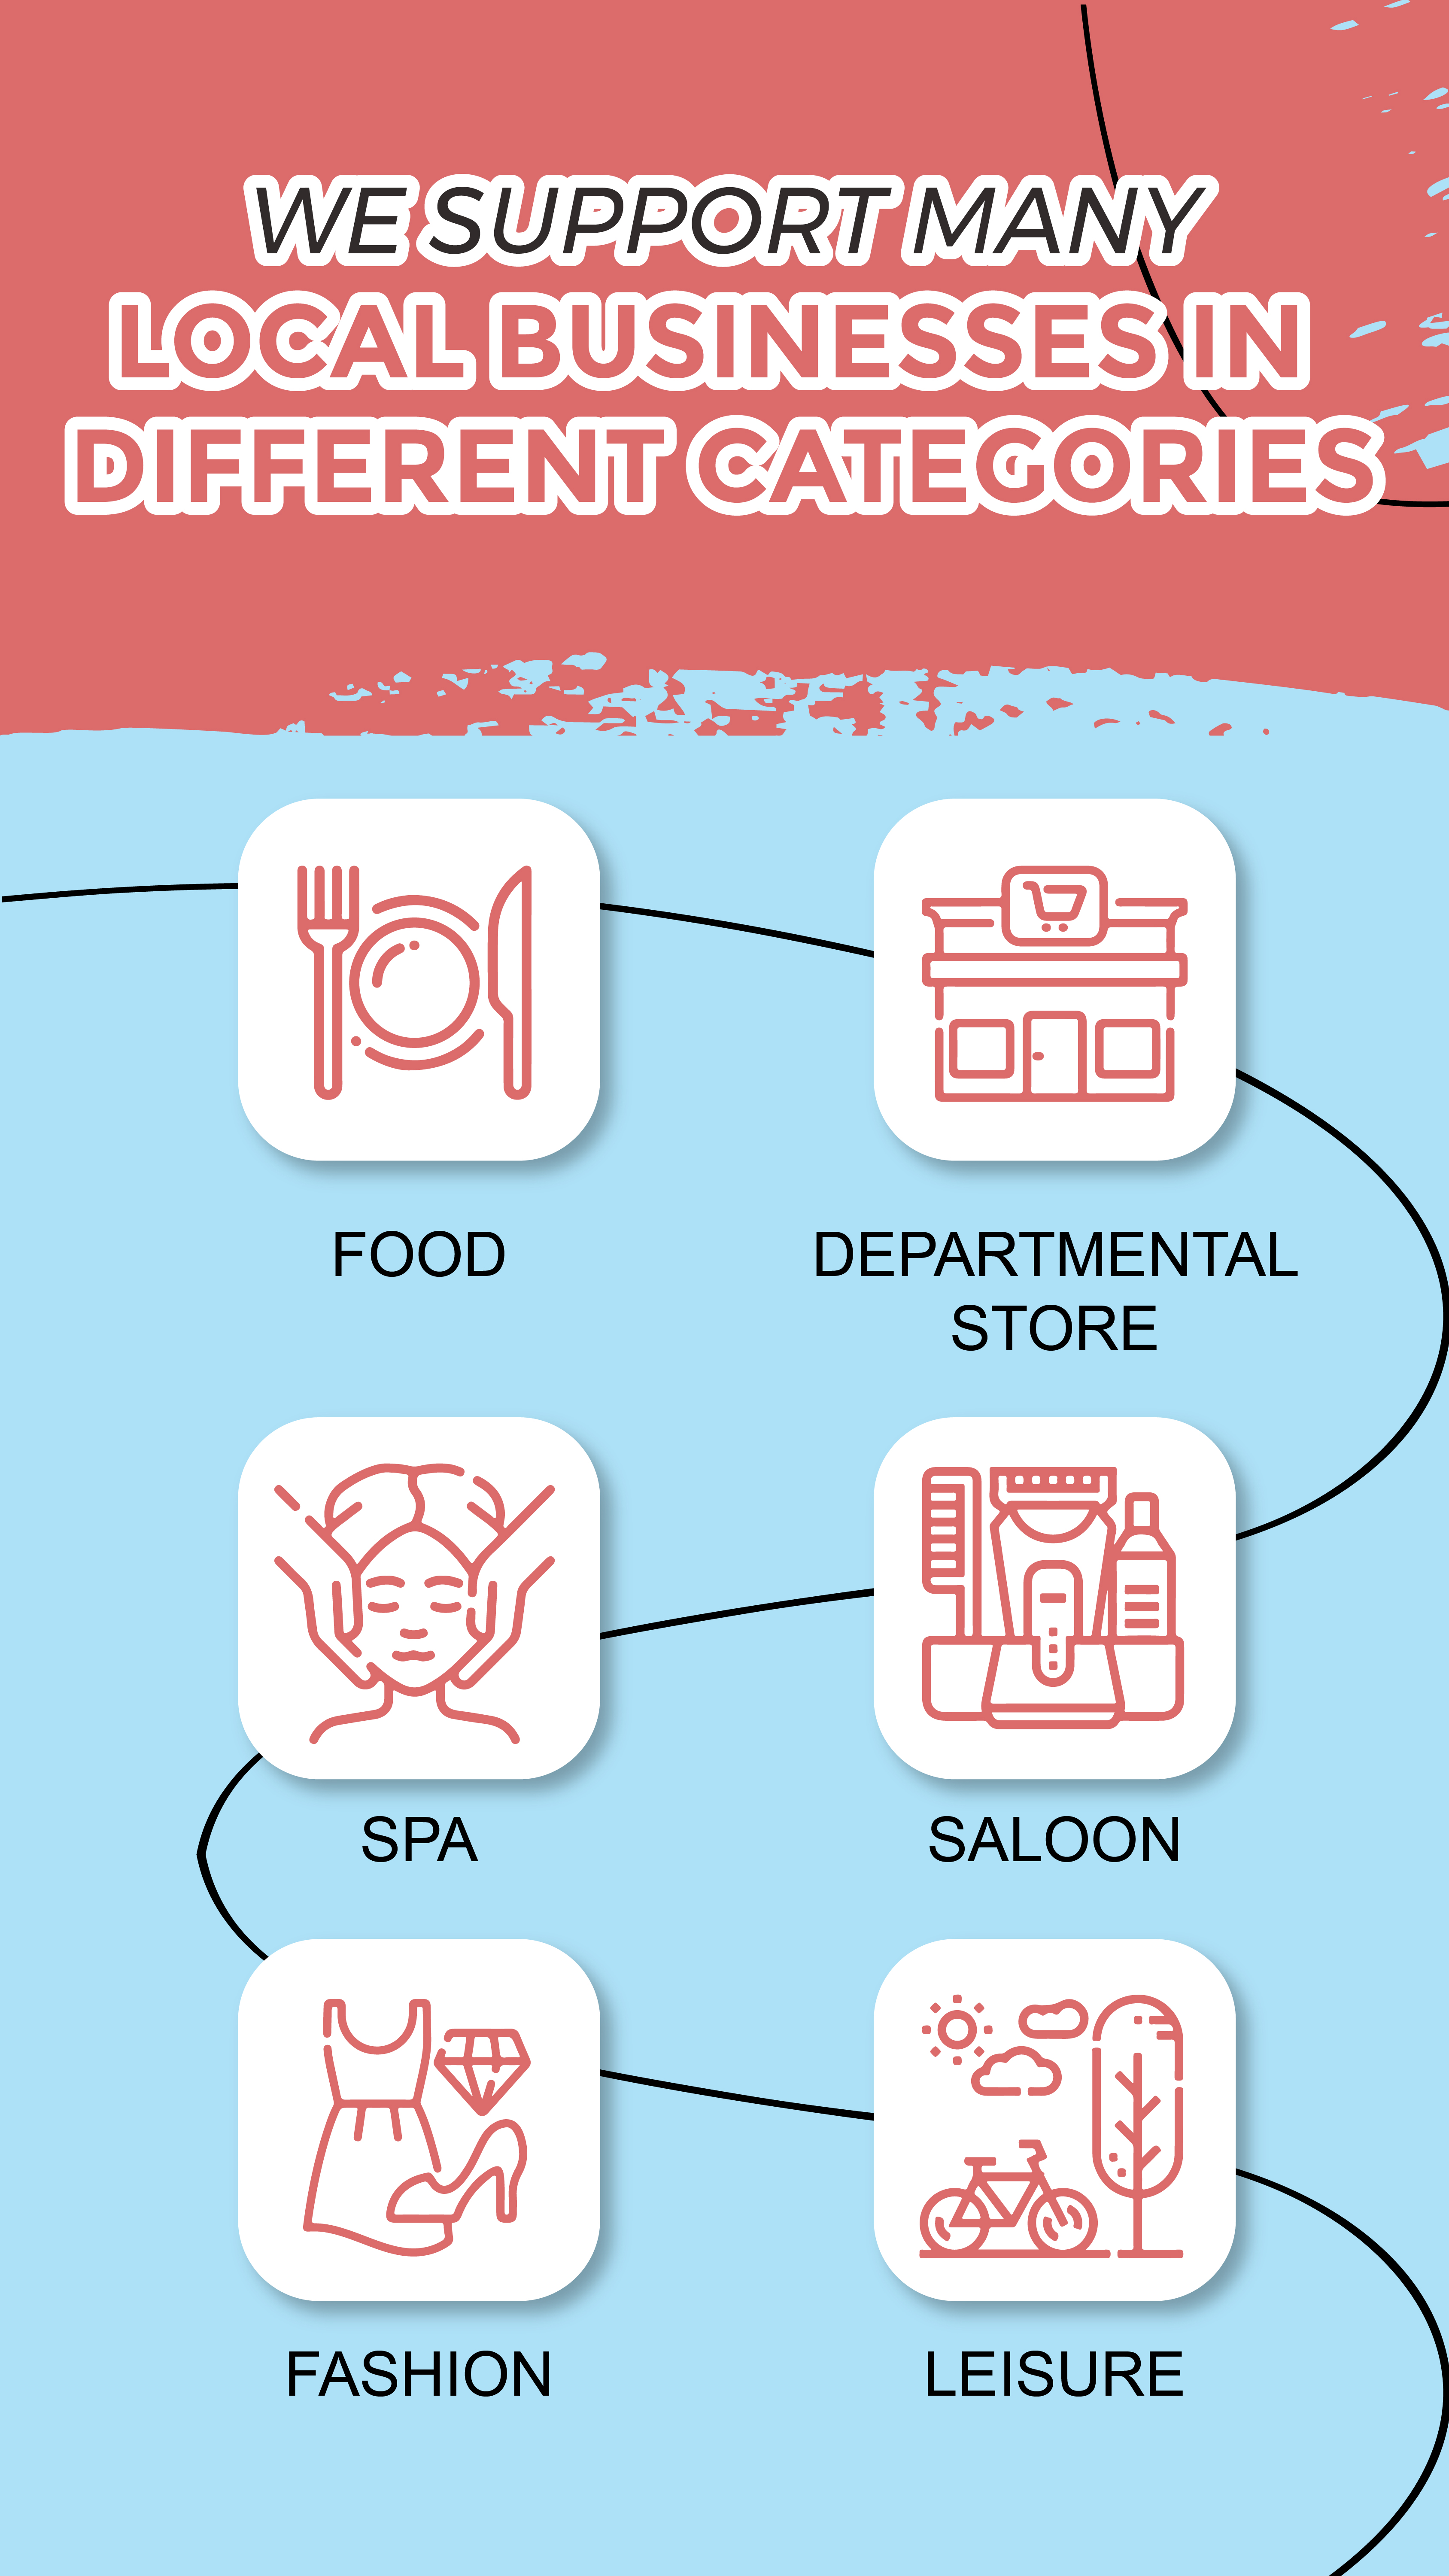 WE SUPPORT MANY
LOCAL BUSINESSES IN
DIFFERENT CATEGORIES
FOOD
DEPARTMENTAL
STORE
SPA
SALOON
FASHION
LEISURE